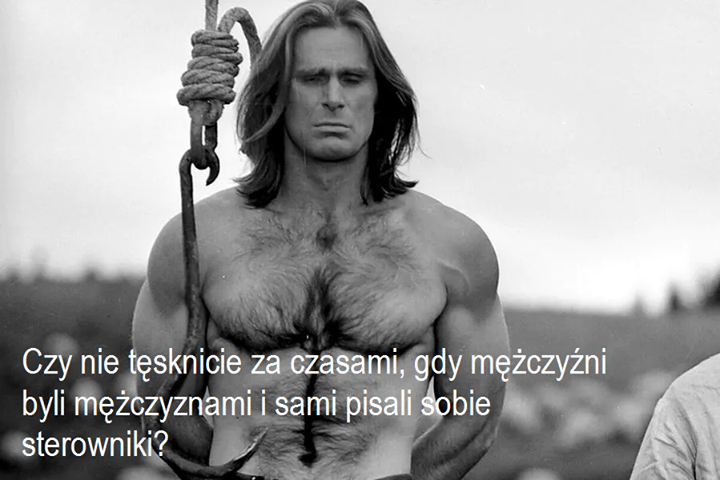 Czy nie tęsknicie za czasami, gdy mężczyźni
byli mężczyznami i sami pisali sobie
sterowniki?